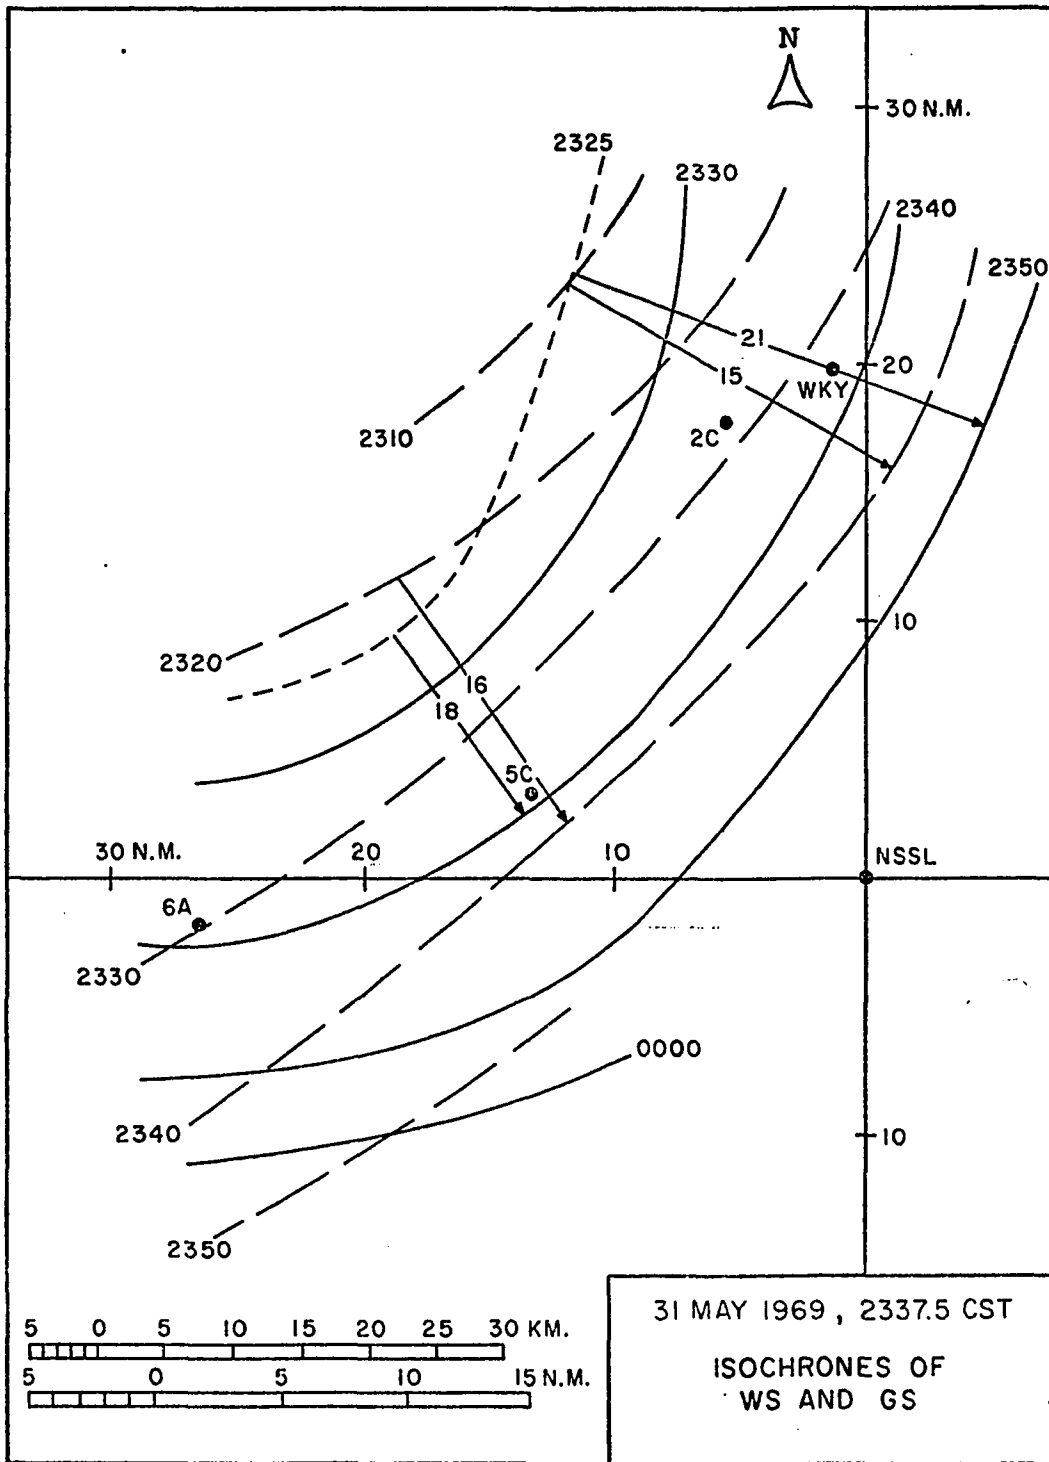 N
30 N.M.
2325
2330
2340
2350
21
20
15
WKY
2310
2C
10
2320
16
18
5C
30 N.M.
20
10
NSSL
6A
2330
0000
2340
10
2350
31 MAY 1969, 2337.5 CST
5 0 5 10 15 20 25 30 KM.
ISOCHRONES OF
5 0 5 10 15 N.M.
WS AND GS